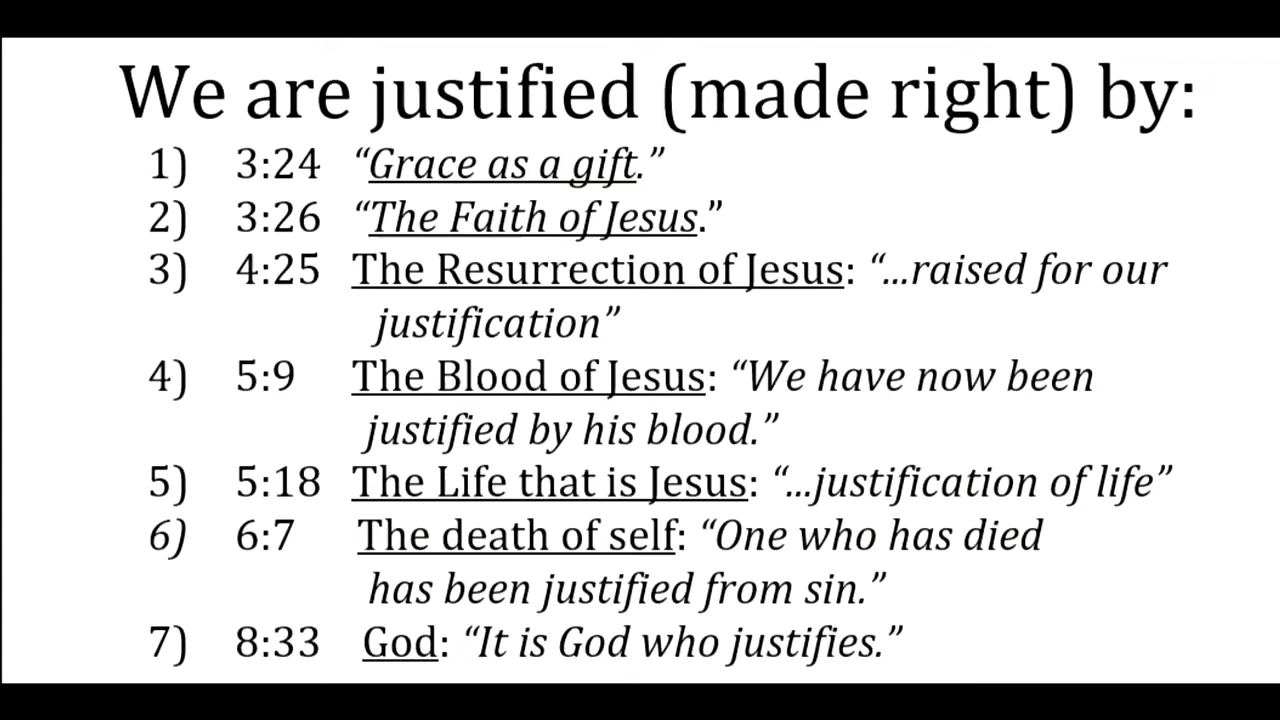 We are justified (made right) by:
1) 3:24 “Grace as a gift.”
2) 3:26 “The Faith of Jesus.”
3) 4:25 The Resurrection of Jesus: “...raised for our
justification”
4) 5:9 The Blood of Jesus: “We have now been
justified by his blood.”
5) 5:18 The Life that is Jesus: “...justification of life”
6) 6:7 The death of self: “One who has died
has been justified from sin.”
7) 8:33 God: “It is God who justifies.”